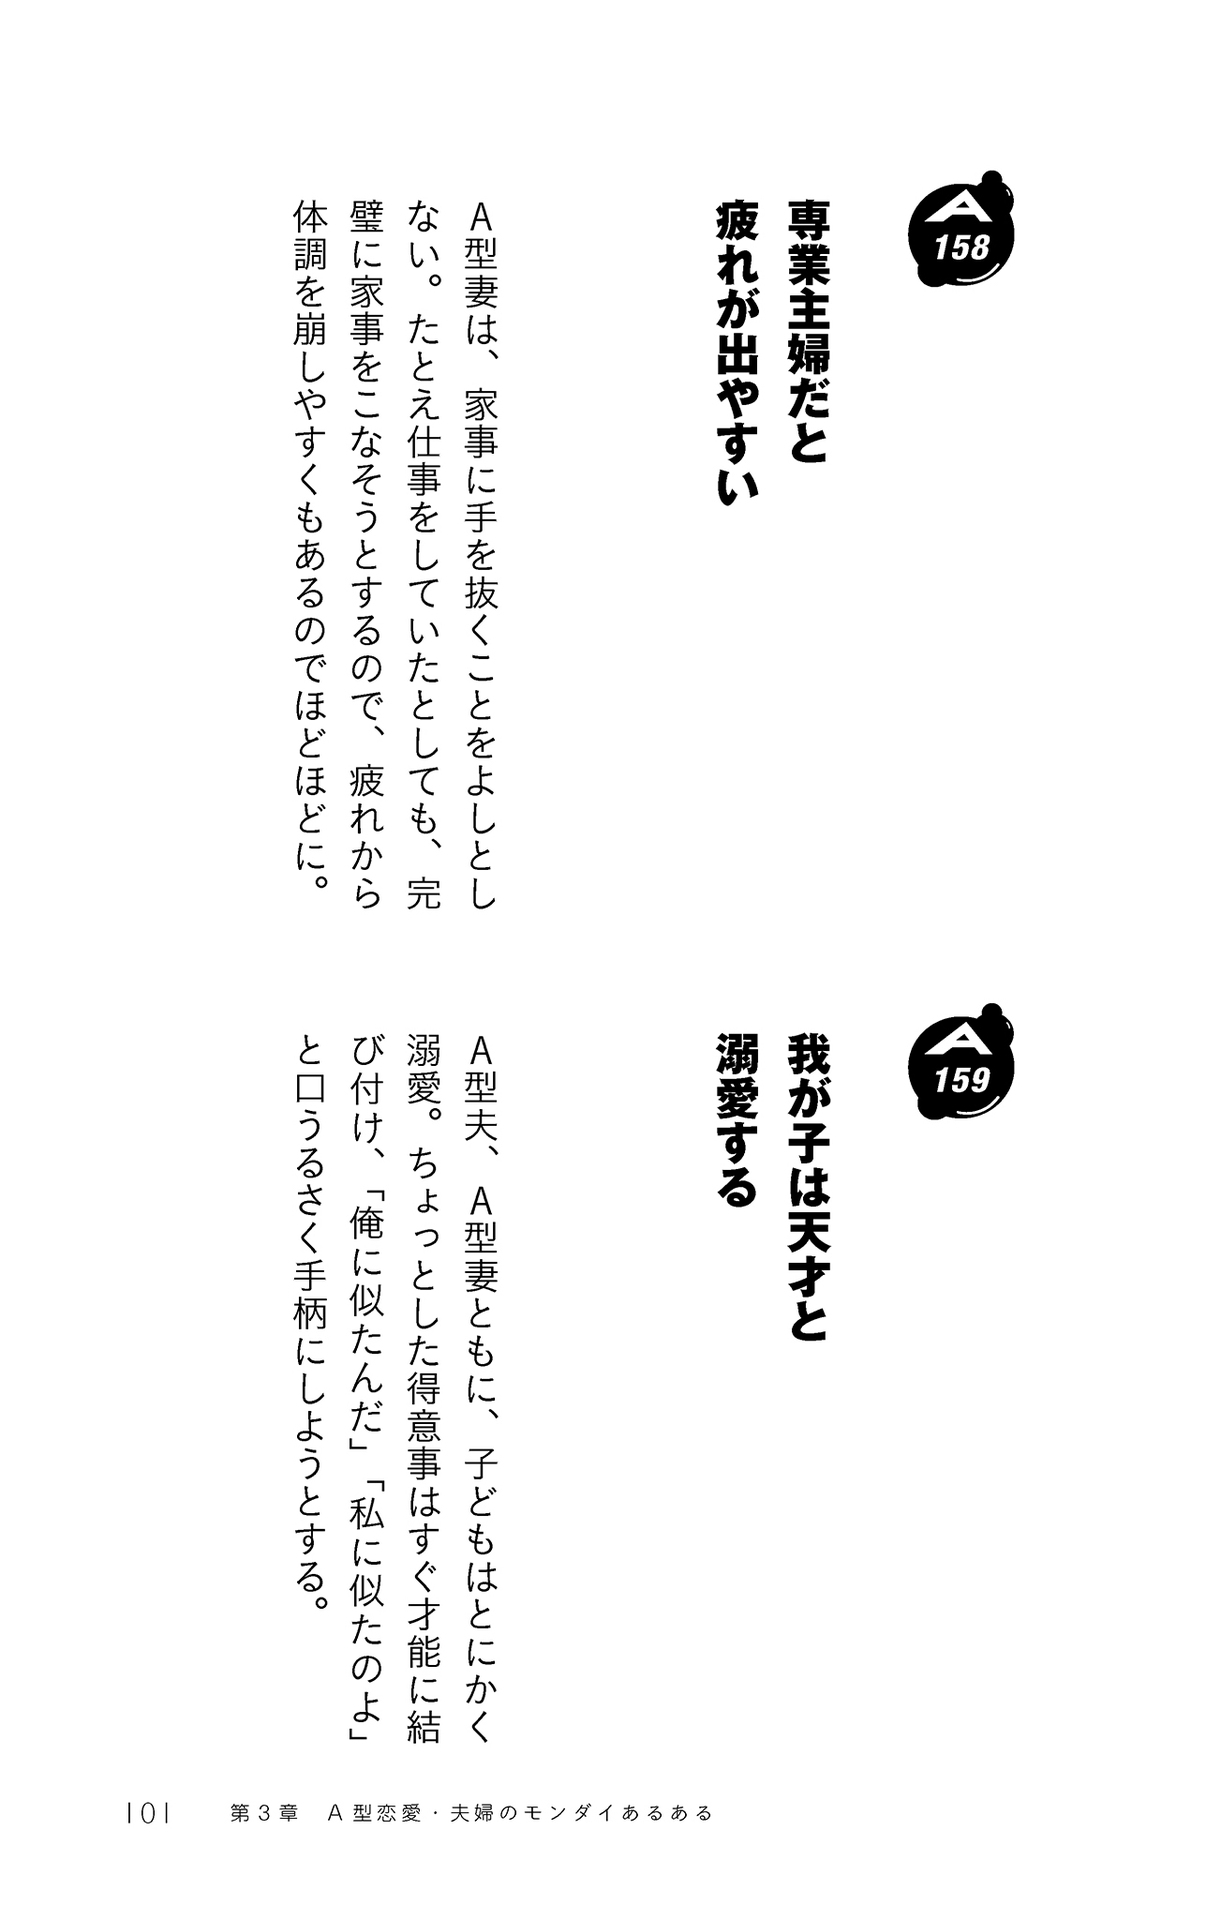 A
158
専業主婦だと
疲れが出やすい
A型妻は、家事に手を抜くことをよしとし
ない。たとえ仕事をしていたとしても、完
璧に家事をこなそうとするので、疲れから
体調を崩しやすくもあるのでほどほどに。
A
159
我が子は天才と
溺愛する
A型夫、A型妻ともに、子どもはとにかく
溺愛。ちょっとした得意事はすぐ才能に結
び付け、「俺に似たんだ」「私に似たのよ」
と口うるさく手柄にしようとする。
101 第3章 A型恋愛・夫婦のモンダイあるある